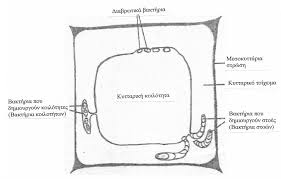 Διαβρωτικά βακτήρια
Μεσοκυττάρια
στρώση
Κυτταρικό τοίχωμα
Κυτταρική κοιλότητα
Βακτήρια που
δημιουργούν κοιλότητες
(Βακτήρια κοιλοτήτων)
Βακτήρια που
δημιουργούν στοές
(Βακτήρια στοών)